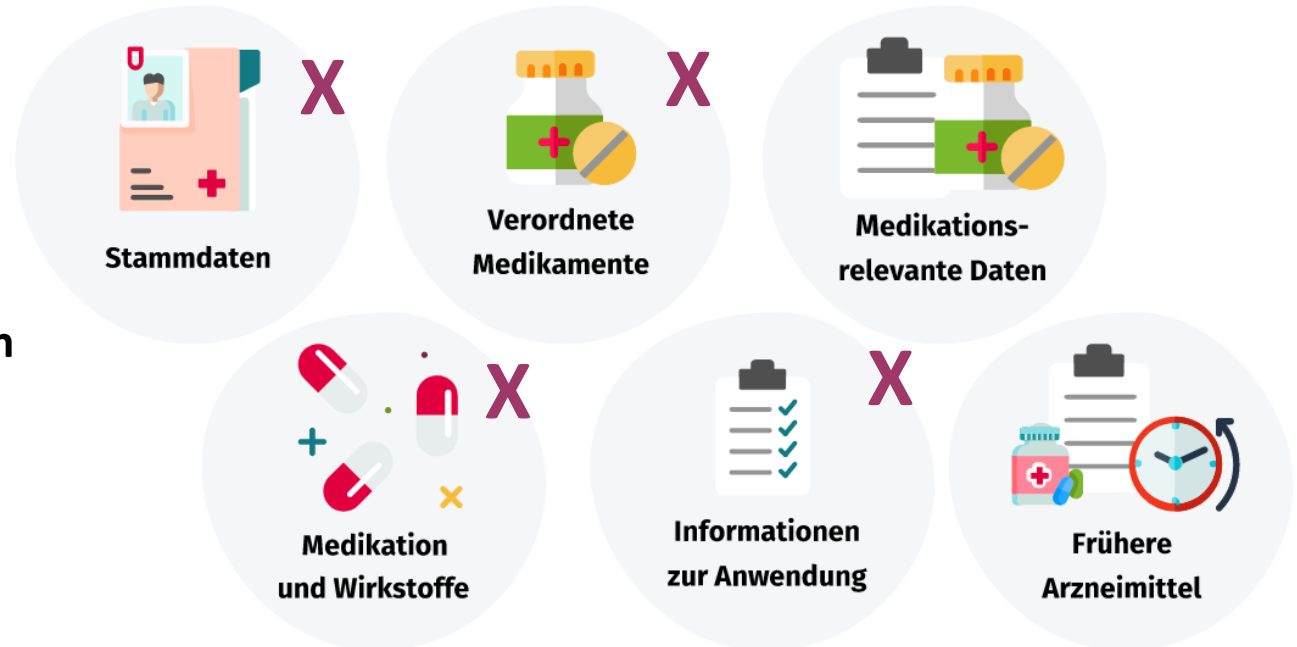 X
X
Stammdaten
Verordnete
Medikamente
Medikations-
relevante Daten
n
X
X
Medikation
und Wirkstoffe
Informationen
zur Anwendung
Frühere
Arzneimittel